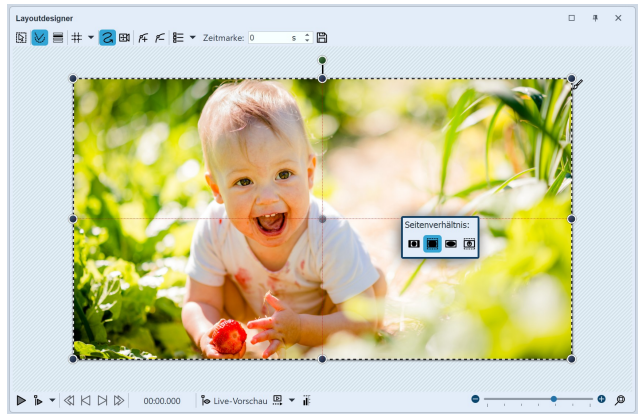 Layoutdesigner
Zeitmarke: 0 s
Seitenverhältnis:
00:00.000 Live-Vorschau